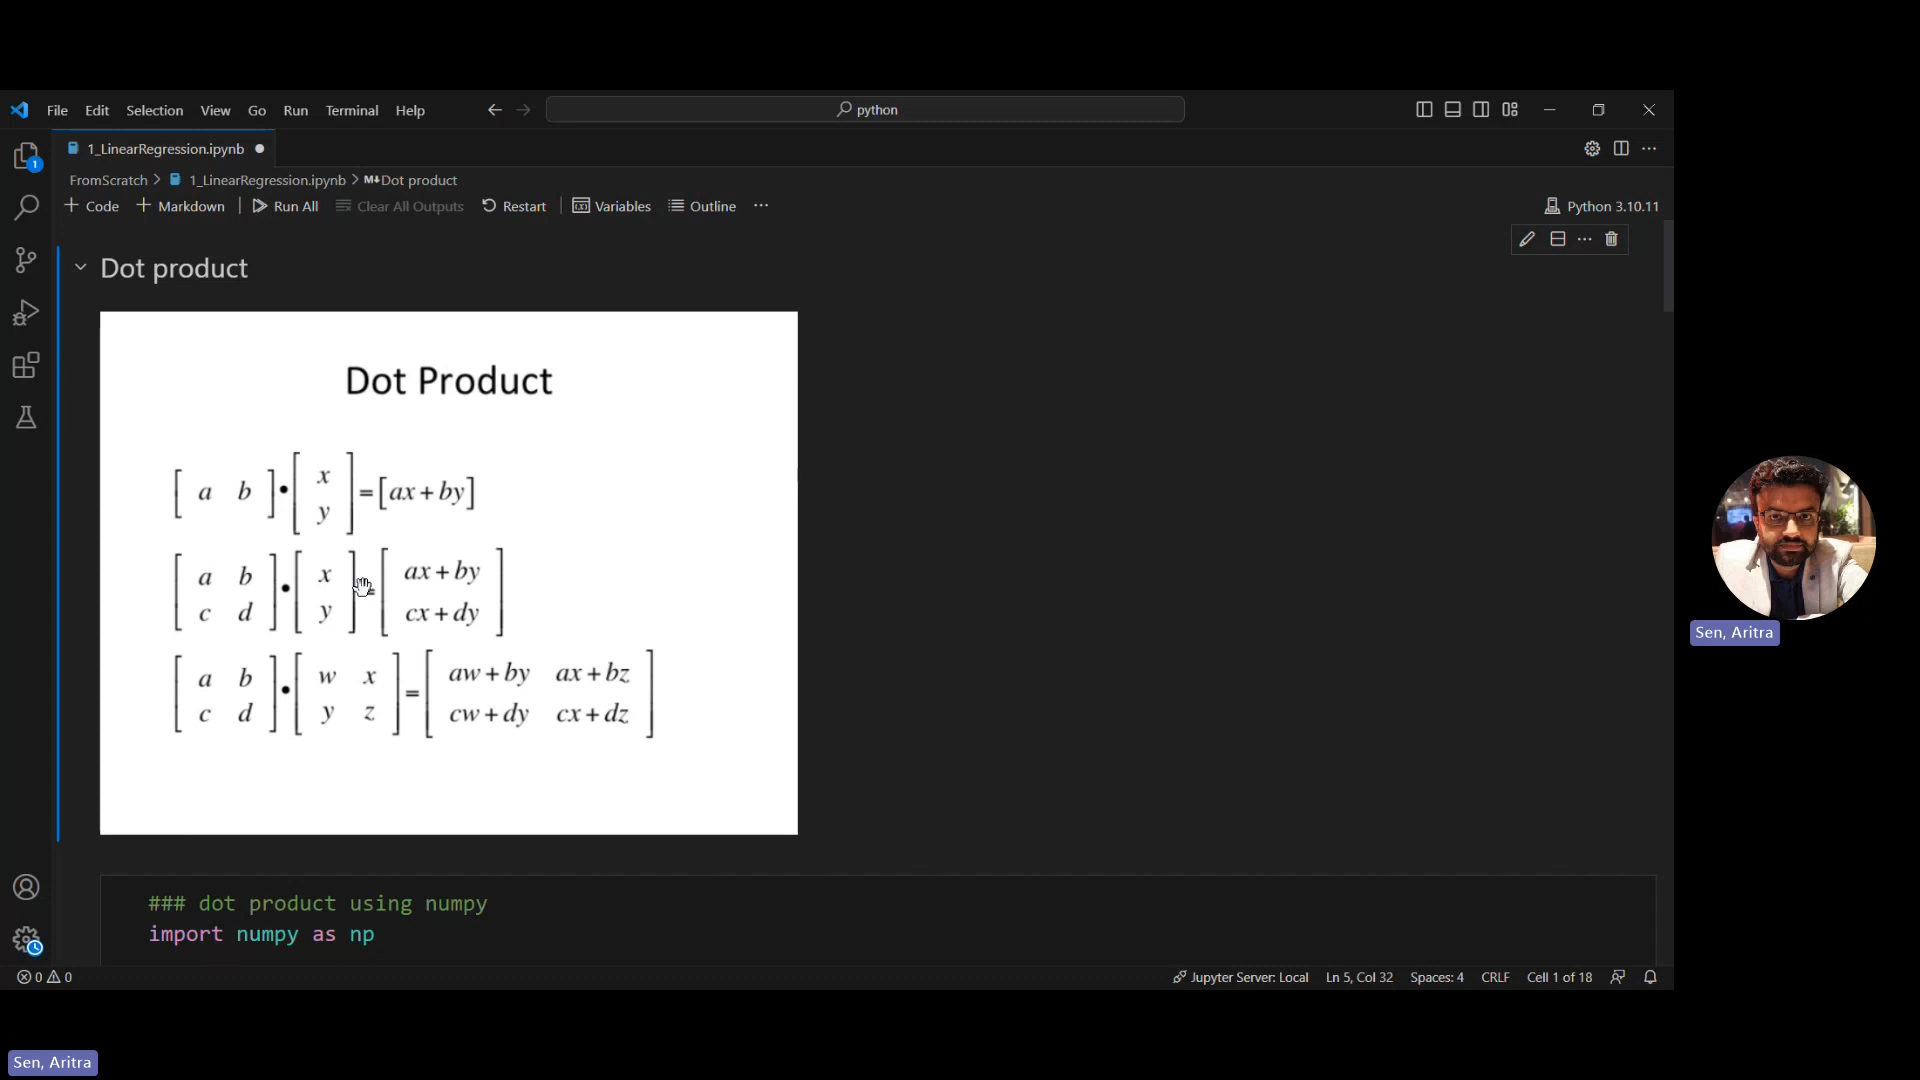 File Edit Selection View Go Run Terminal Help
python
1_LinearRegression.ipynb
FromScratch > 1_LinearRegression.ipynb > M↓Dot product
+ Code + Markdown Run All Clear All Outputs Restart Variables Outline ...
Python 3.10.11
Dot product
Dot Product
[ a b ] • [ x y ] = [ax + by]
[ a b c d ] • [ x y ] = [ ax + by cx + dy ]
[ a b c d ] • [ w x y z ] = [ aw + by ax + bz cw + dy cx + dz ]
### dot product using numpy
import numpy as np
0 0 Jupyter Server: Local Ln 5, Col 32 Spaces: 4 CRLF Cell 1 of 18
1
Sen, Aritra
Sen, Aritra